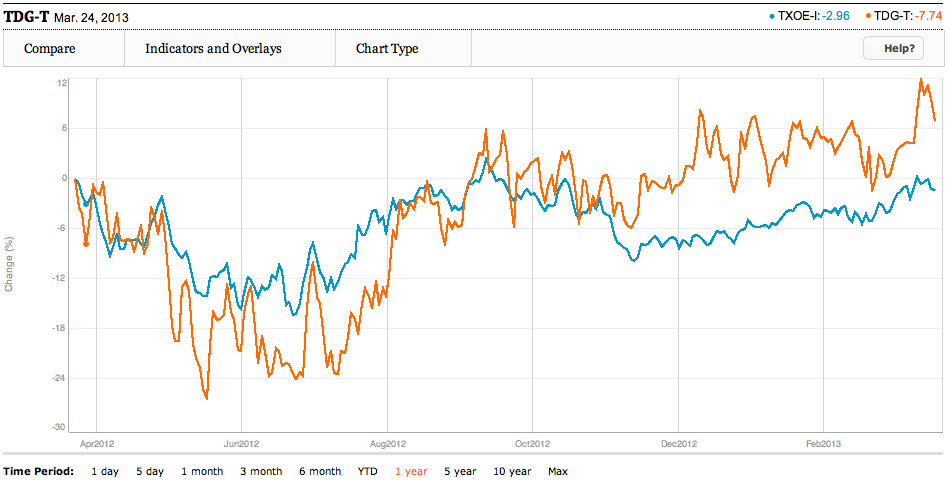 TDG-T Mar. 24, 2013 • TXOE-I: -2.96 • TDG-T: -7.74
Compare Indicators and Overlays Chart Type Help?
Change (%)
12
6
0
-6
-12
-18
-24
-30
Apr2012 Jun2012 Aug2012 Oct2012 Dec2012 Feb2013
Time Period: 1 day 5 day 1 month 3 month 6 month YTD 1 year 5 year 10 year Max